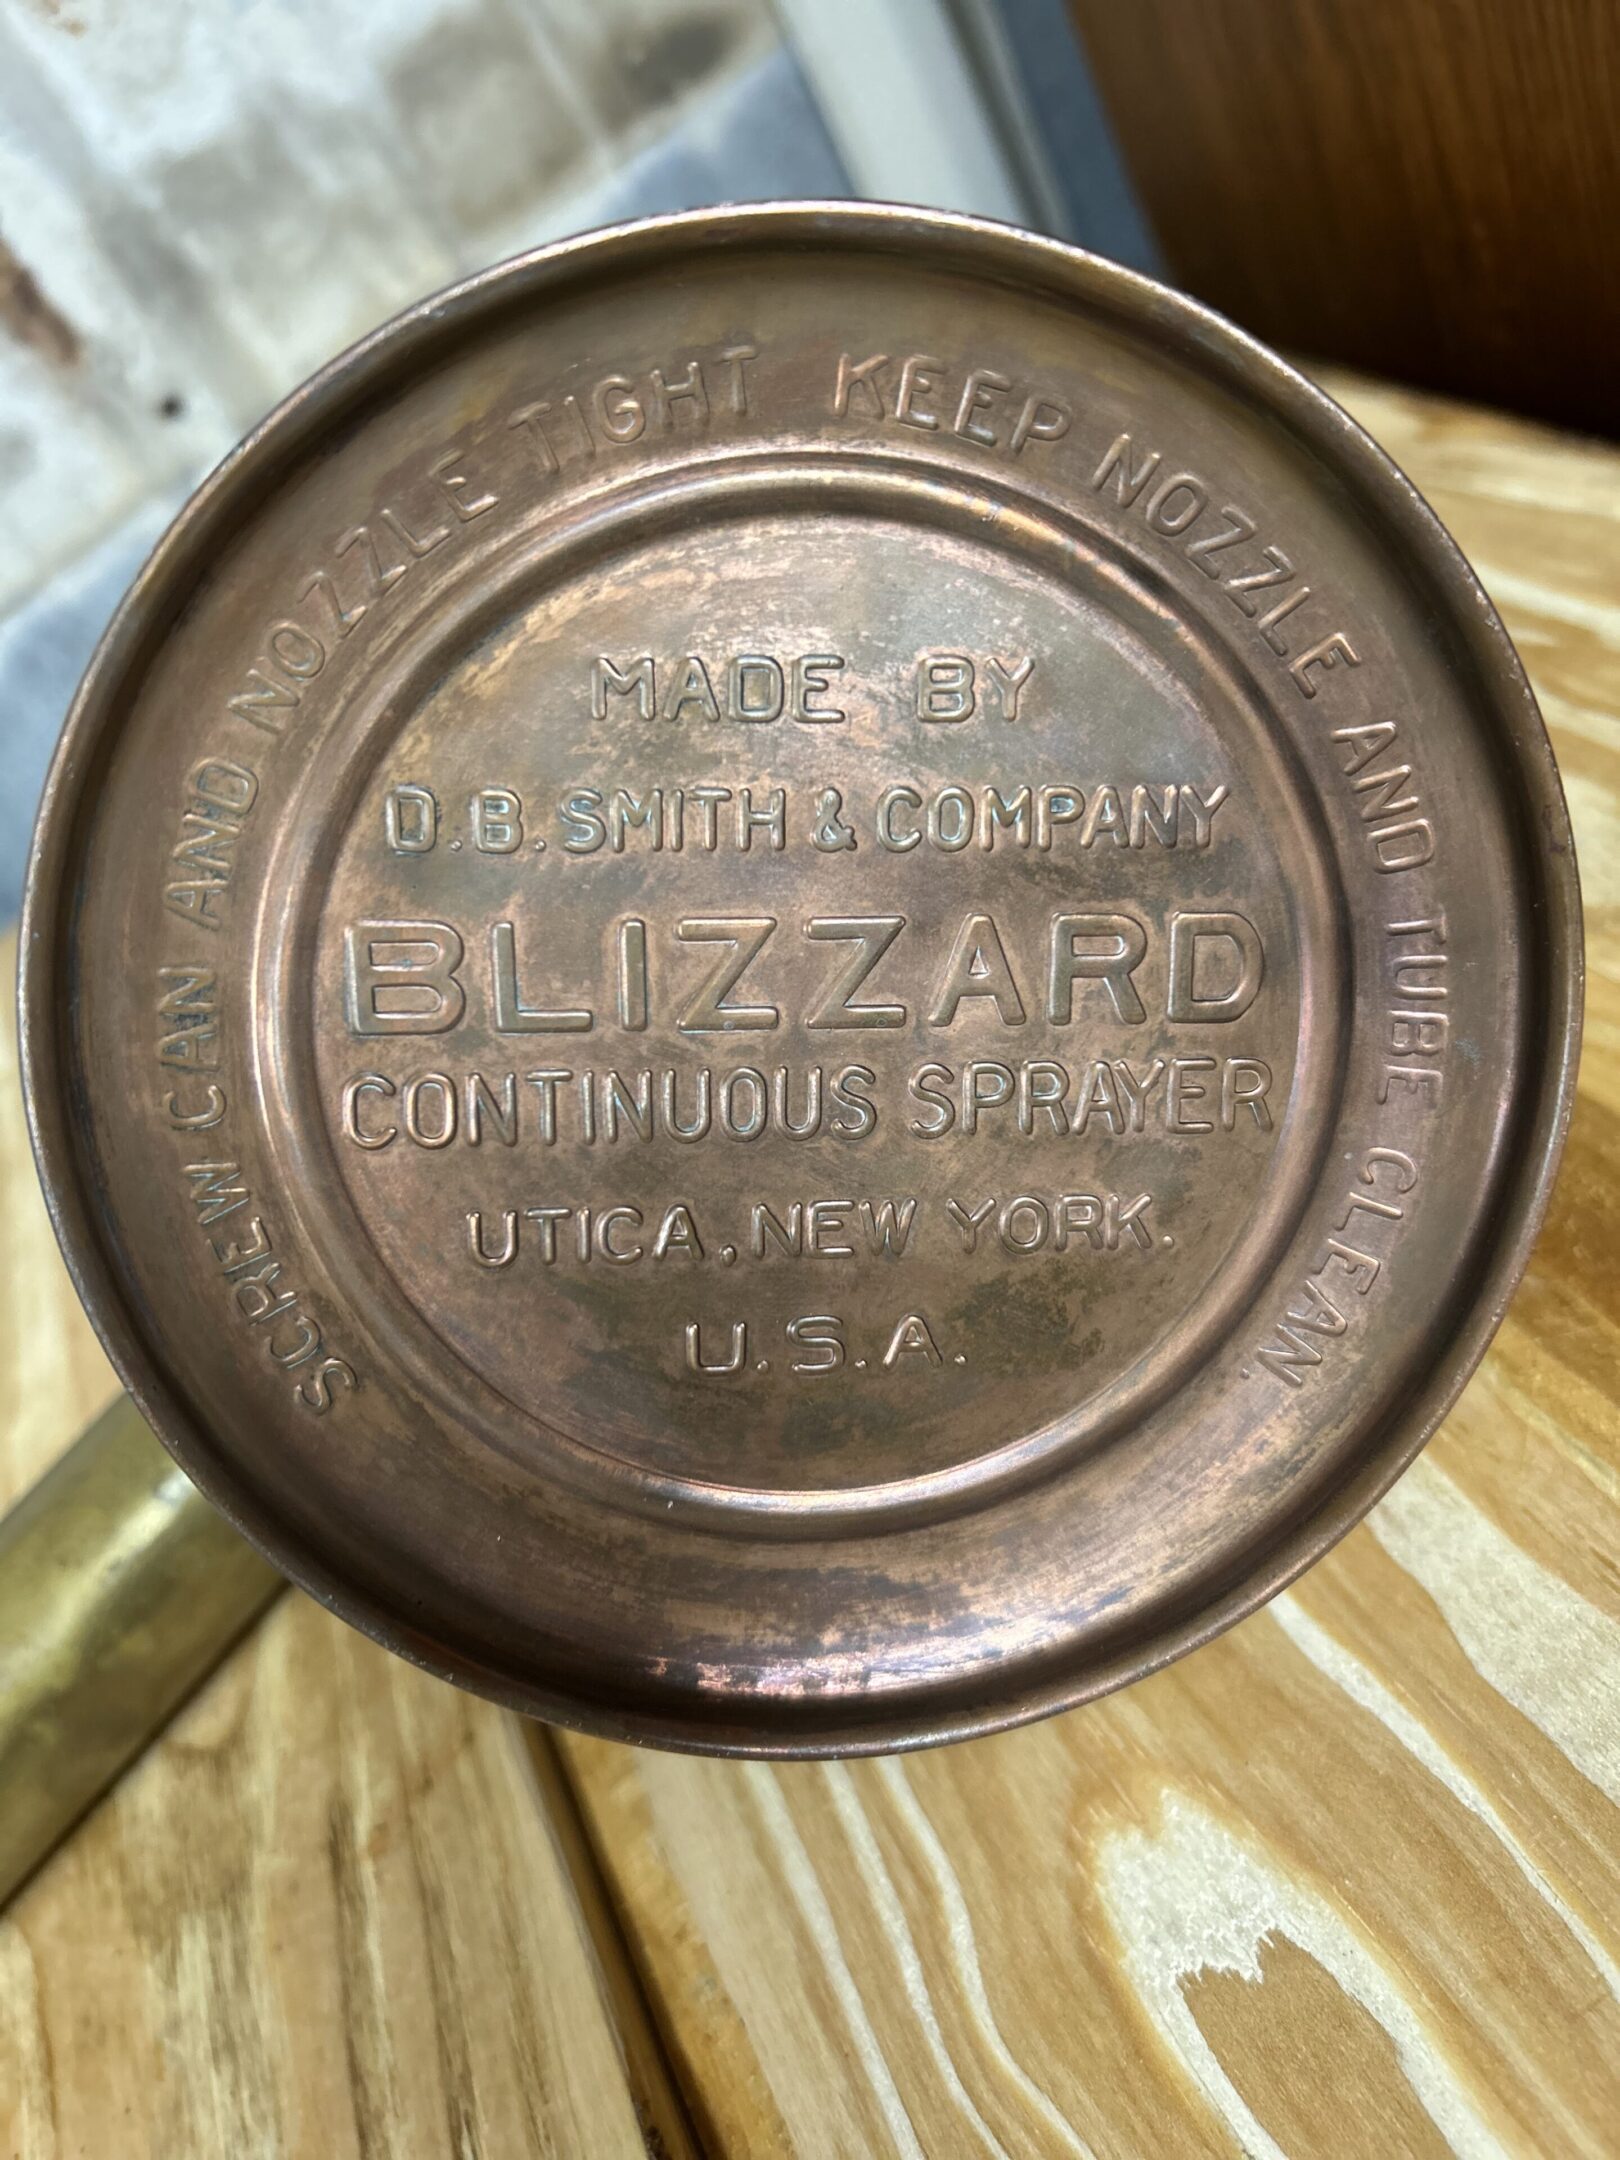 SCREW CAN AND NOZZLE TIGHT KEEP NOZZLE AND TUBE CLEAN.
MADE BY
D.B. SMITH & COMPANY
BLIZZARD
CONTINUOUS SPRAYER
UTICA, NEW YORK.
U.S.A.